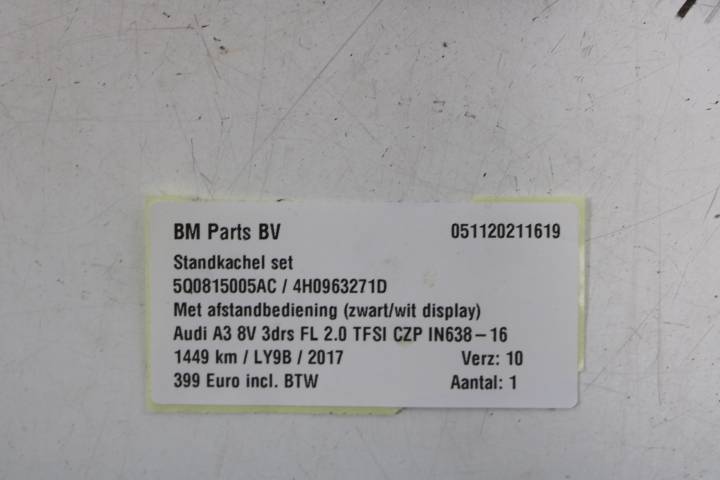 BM Parts BV 051120211619
Standkachel set
5Q0815005AC / 4H0963271D
Met afstandbediening (zwart/wit display)
Audi A3 8V 3drs FL 2.0 TFSI CZP IN638-16
1449 km / LY9B / 2017 Verz: 10
399 Euro incl. BTW Aantal: 1